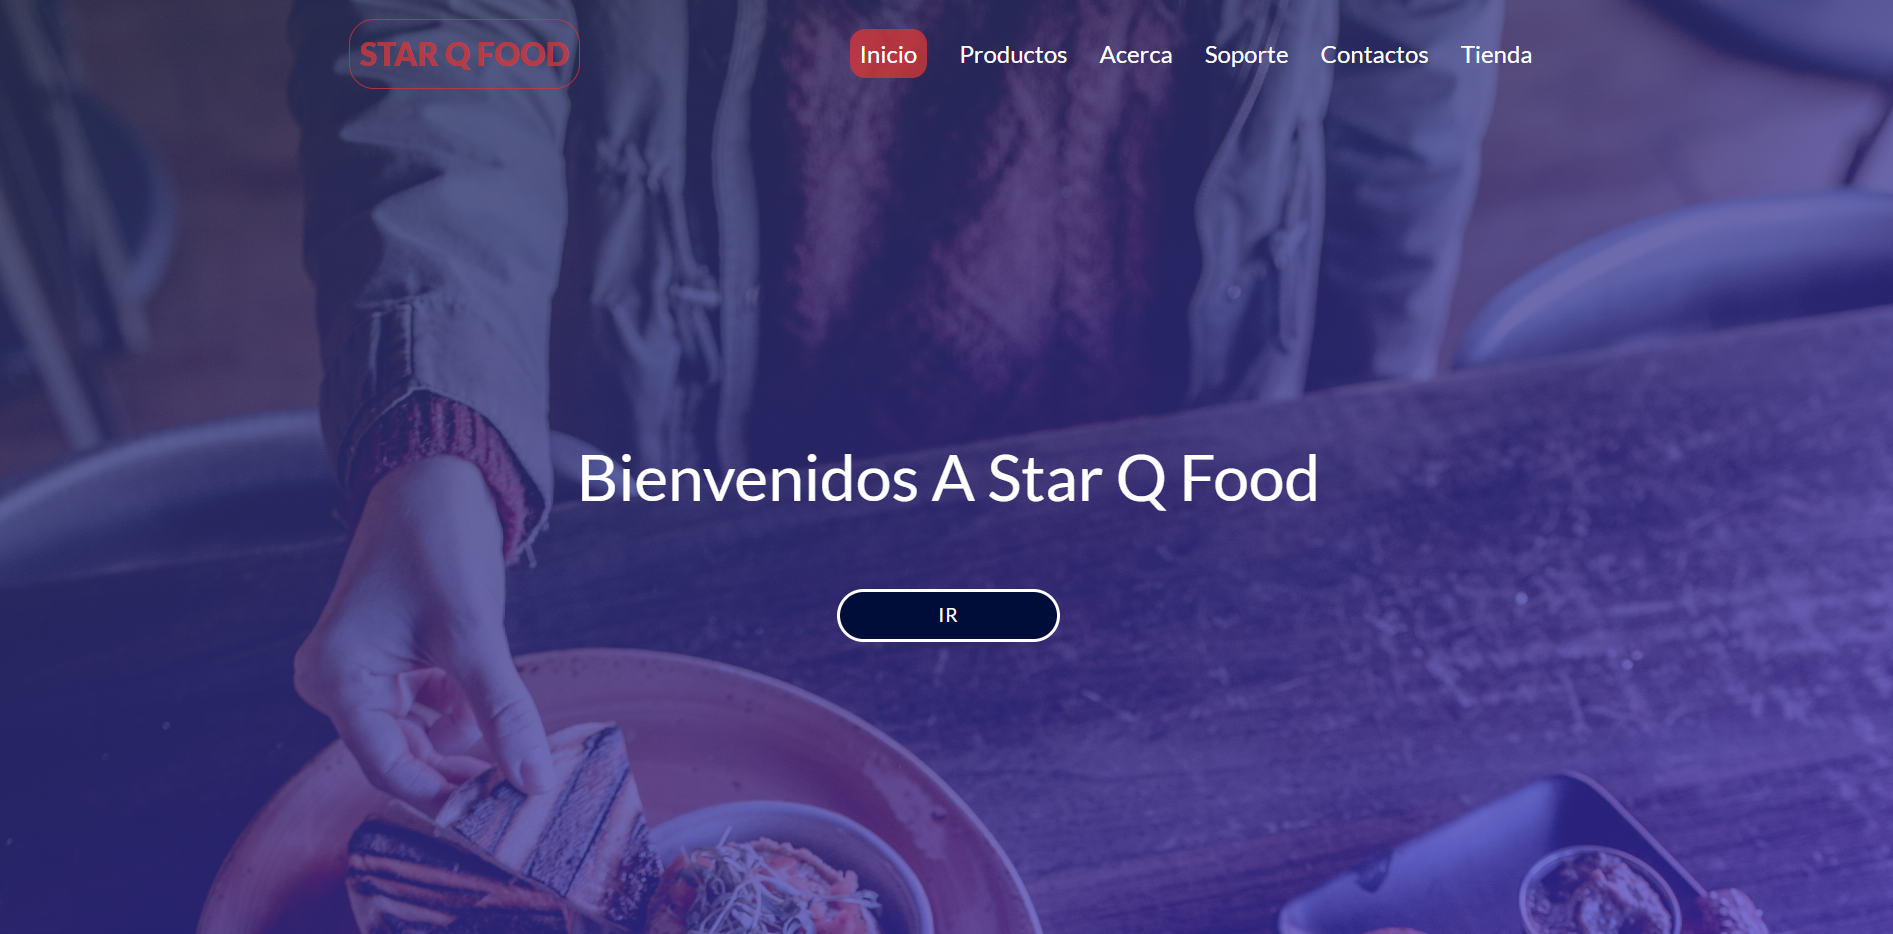 STAR Q FOOD
Inicio Productos Acerca Soporte Contactos Tienda
Bienvenidos A Star Q Food
IR